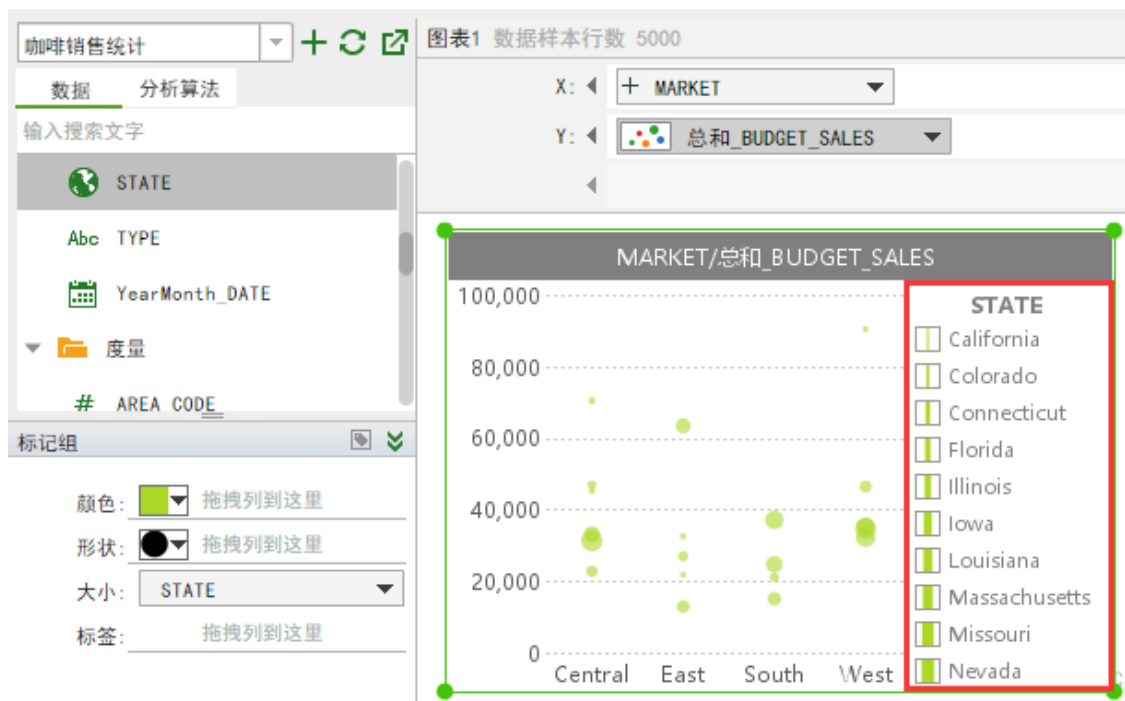 咖啡销售统计
数据 分析算法
输入搜索文字
STATE
Abc TYPE
YearMonth_DATE
度量
# AREA CODE
标记组
颜色: 拖拽列到这里
形状: 拖拽列到这里
大小: STATE
标签: 拖拽列到这里
图表1 数据样本行数 5000
X: MARKET
Y: 总和_BUDGET_SALES
MARKET/总和_BUDGET_SALES
100,000
80,000
60,000
40,000
20,000
0
Central East South West
STATE
California
Colorado
Connecticut
Florida
Illinois
Iowa
Louisiana
Massachusetts
Missouri
Nevada